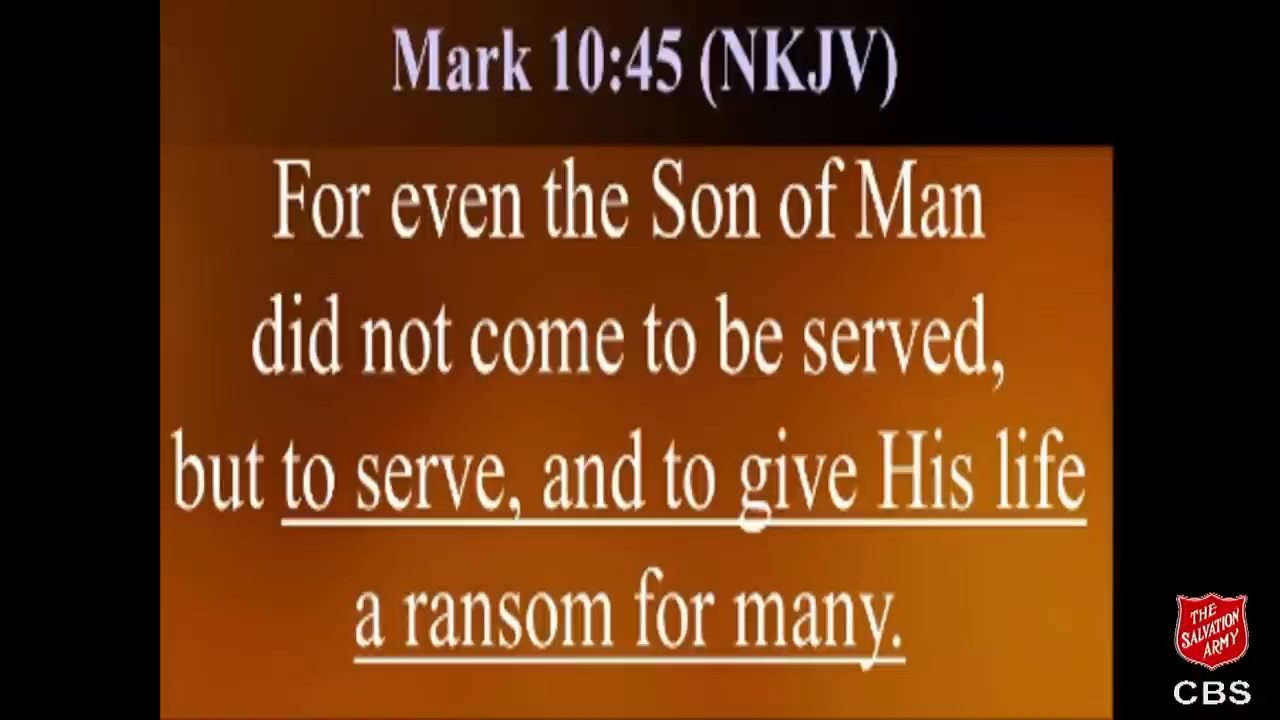 Mark 10:45 (NKJV)
For even the Son of Man
did not come to be served,
but to serve, and to give His life
a ransom for many.
THE
SALVATION
ARMY
CBS